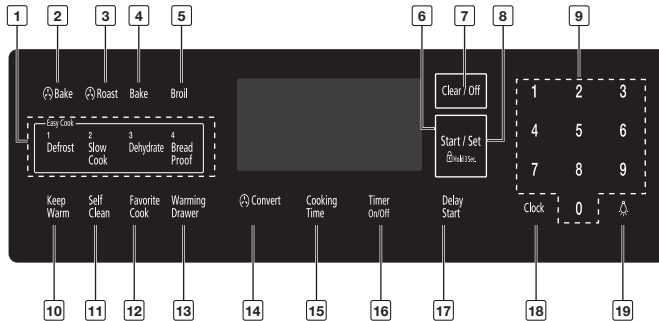 1 2 3 4 5 6 7 8 9
Bake Roast Bake Broil
Clear / Off
1 2 3
Easy Cook
1 2 3 4
Defrost Slow Dehydrate Bread
Cook Proof
Start / Set
Hold 3 Sec.
4 5 6
7 8 9
Keep Self Favorite Warming Convert Cooking Timer Delay Clock 0
Warm Clean Cook Drawer Time On/Off Start
10 11 12 13 14 15 16 17 18 19